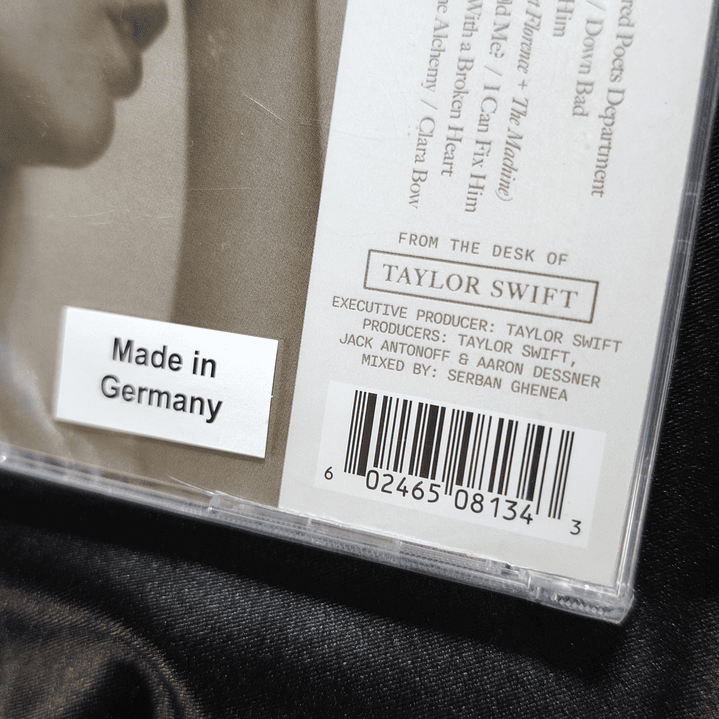 Poets Department
/ Down Bad
Him
Florence + The Machine)
Me? / I Can Fix Him
With a Broken Heart
Alchemy / Clara Bow
FROM THE DESK OF
TAYLOR SWIFT
EXECUTIVE PRODUCER: TAYLOR SWIFT
PRODUCERS: TAYLOR SWIFT,
JACK ANTONOFF & AARON DESSNER
MIXED BY: SERBAN GHENEA
6 02465 08134 3
Made in
Germany